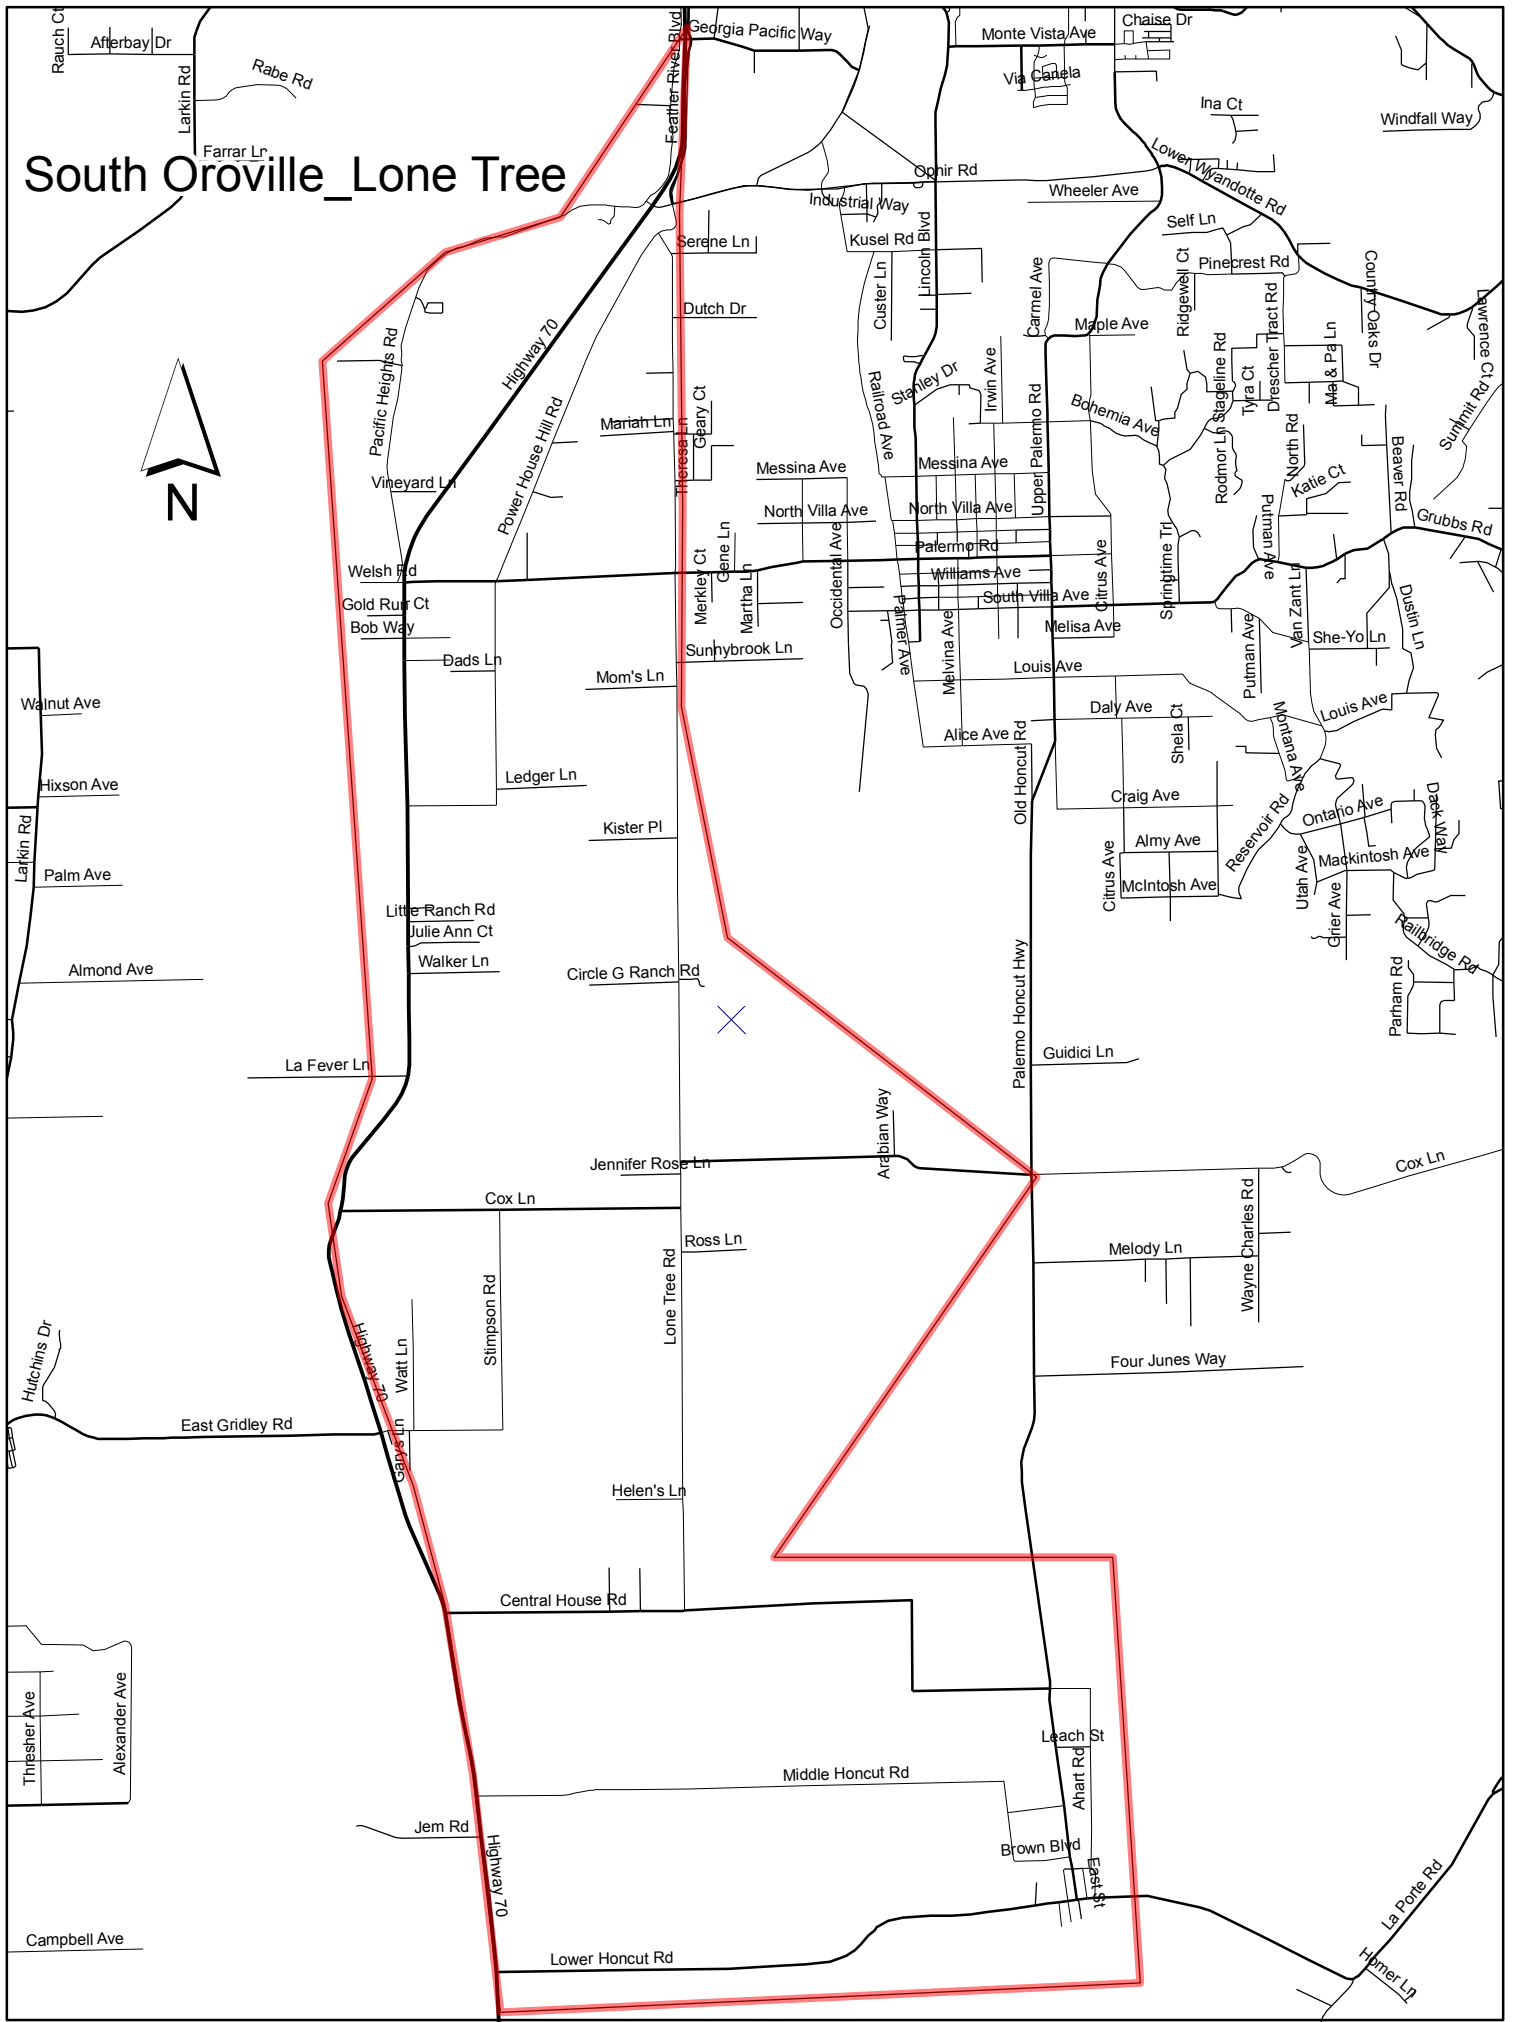 Rauch Ct
Afterbay Dr
Larkin Rd
Rabe Rd
Farrar Ln
South Oroville_Lone Tree
Feather River Blvd
Georgia Pacific Way
Monte Vista Ave
Chaise Dr
Via Canela
Ina Ct
Windfall Way
Ophir Rd
Lower Wyandotte Rd
Wheeler Ave
Industrial Way
Self Ln
Serene Ln
Kusel Rd
Lincoln Blvd
Custer Ln
Carmel Ave
Ridgewell Ct
Pinecrest Rd
Country Oaks Dr
Dutch Dr
Maple Ave
Drescher Tract Rd
Lawrence Ct
Pacific Heights Rd
Highway 70
Stanley Dr
Irwin Ave
Stageline Rd
Tyra Ct
Ma & Pa Ln
Summit Rd
Railroad Ave
Upper Palermo Rd
Bohemia Ave
Power House Hill Rd
Mariah Ln
Theresa Ln
Geary Ct
Rodmor Ln
North Rd
Beaver Rd
N
Vineyard Ln
Messina Ave
Messina Ave
Katie Ct
North Villa Ave
North Villa Ave
Putman Ave
Grubbs Rd
Palermo Rd
Gene Ln
Occidental Ave
Citrus Ave
Springtime Trl
Welsh Rd
Williams Ave
Merkley Ct
Martha Ln
South Villa Ave
Van Zant Ln
Dustin Ln
Gold Run Ct
Bob Way
Melisa Ave
She-Yo Ln
Palmer Ave
Melvina Ave
Putman Ave
Sunnybrook Ln
Dads Ln
Mom's Ln
Louis Ave
Walnut Ave
Daly Ave
Shela Ct
Louis Ave
Montana Ave
Alice Ave
Old Honcut Rd
Hixson Ave
Ledger Ln
Craig Ave
Ontario Ave
Dack Way
Reservoir Rd
Kister Pl
Almy Ave
Larkin Rd
Mackintosh Ave
Palm Ave
Citrus Ave
McIntosh Ave
Utah Ave
Grier Ave
Little Ranch Rd
Julie Ann Ct
Railbridge Rd
Walker Ln
Almond Ave
Circle G Ranch Rd
Parham Rd
Palermo Honcut Hwy
La Fever Ln
Guidici Ln
Arabian Way
Jennifer Rose Ln
Cox Ln
Cox Ln
Ross Ln
Melody Ln
Wayne Charles Rd
Lone Tree Rd
Stimpson Rd
Hutchins Dr
Highway 70
Watt Ln
Four Junes Way
East Gridley Rd
Garys Ln
Helen's Ln
Central House Rd
Thresher Ave
Alexander Ave
Leach St
Middle Honcut Rd
Ahart Rd
Jem Rd
Brown Blvd
Highway 70
East St
La Porte Rd
Campbell Ave
Lower Honcut Rd
Homer Ln